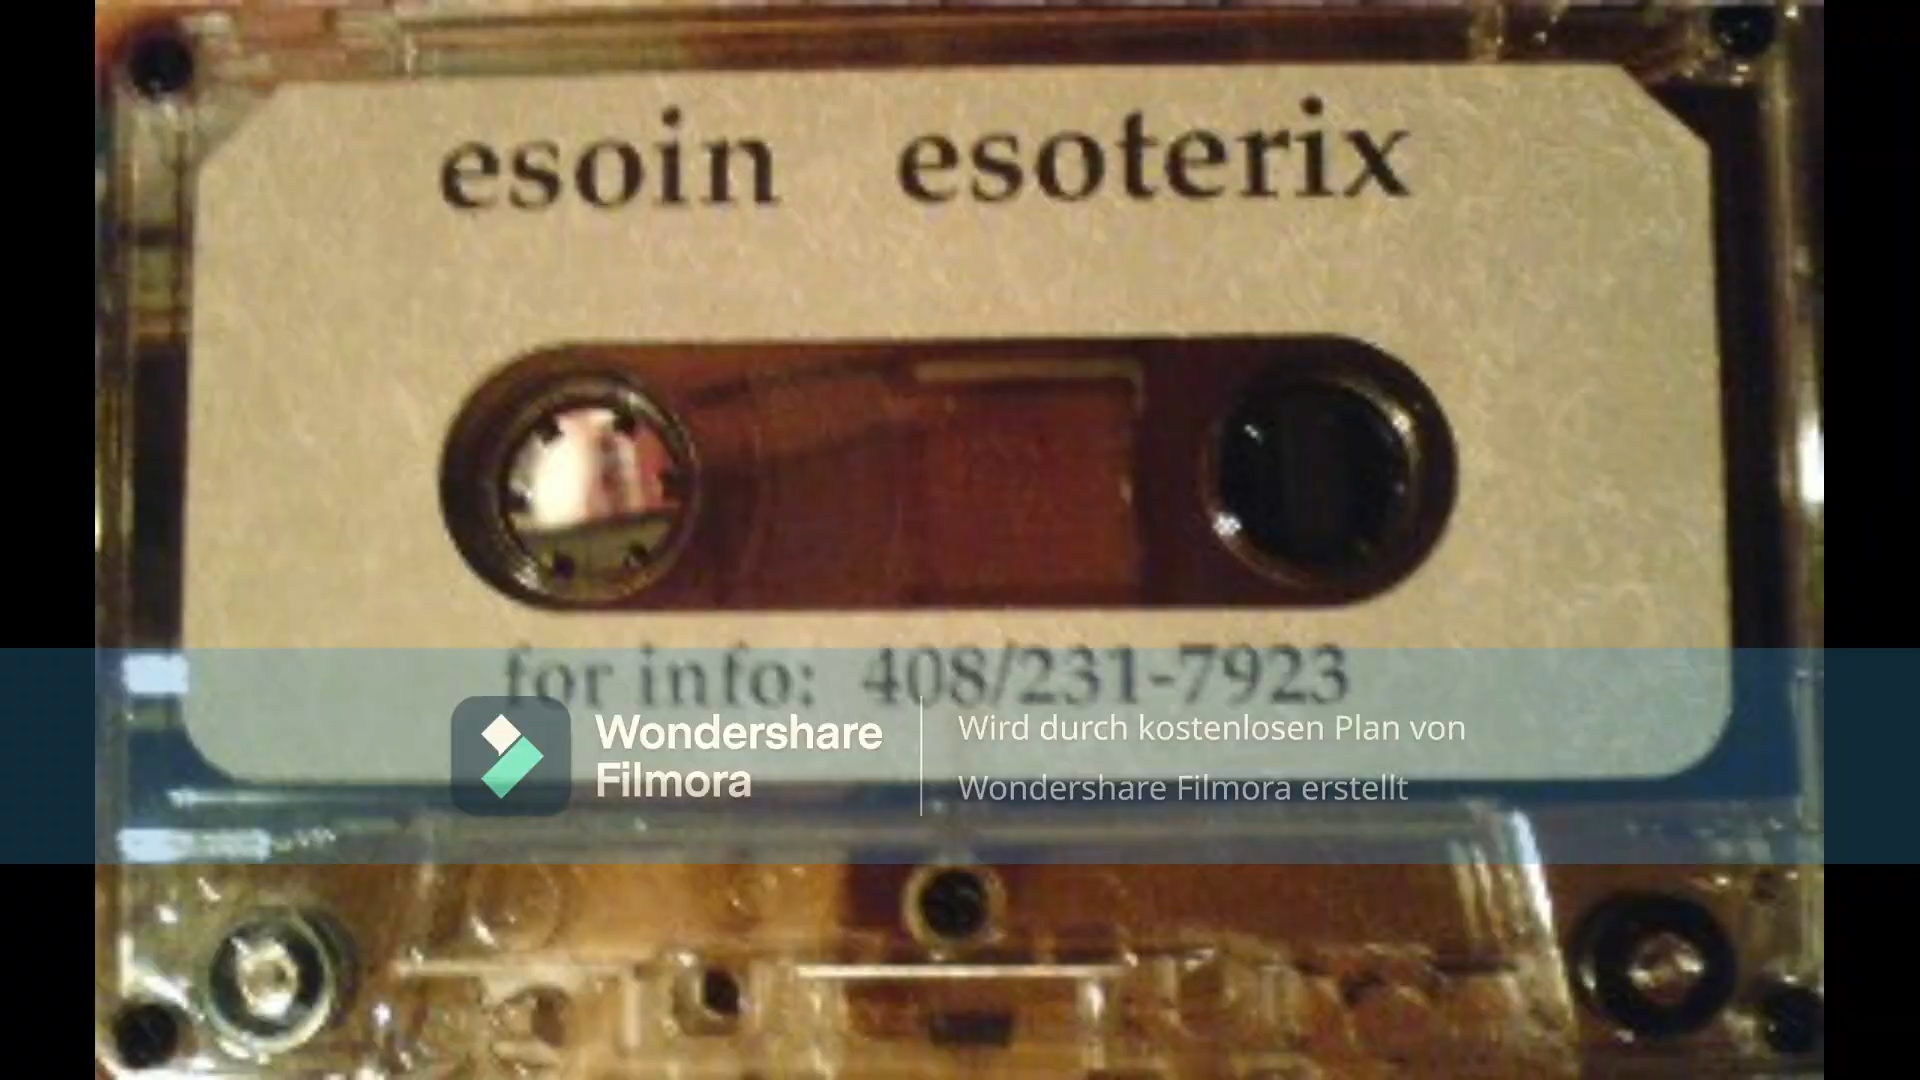 esoin esoterix
for info: 408/231-7923
Wondershare
Filmora
Wird durch kostenlosen Plan von
Wondershare Filmora erstellt